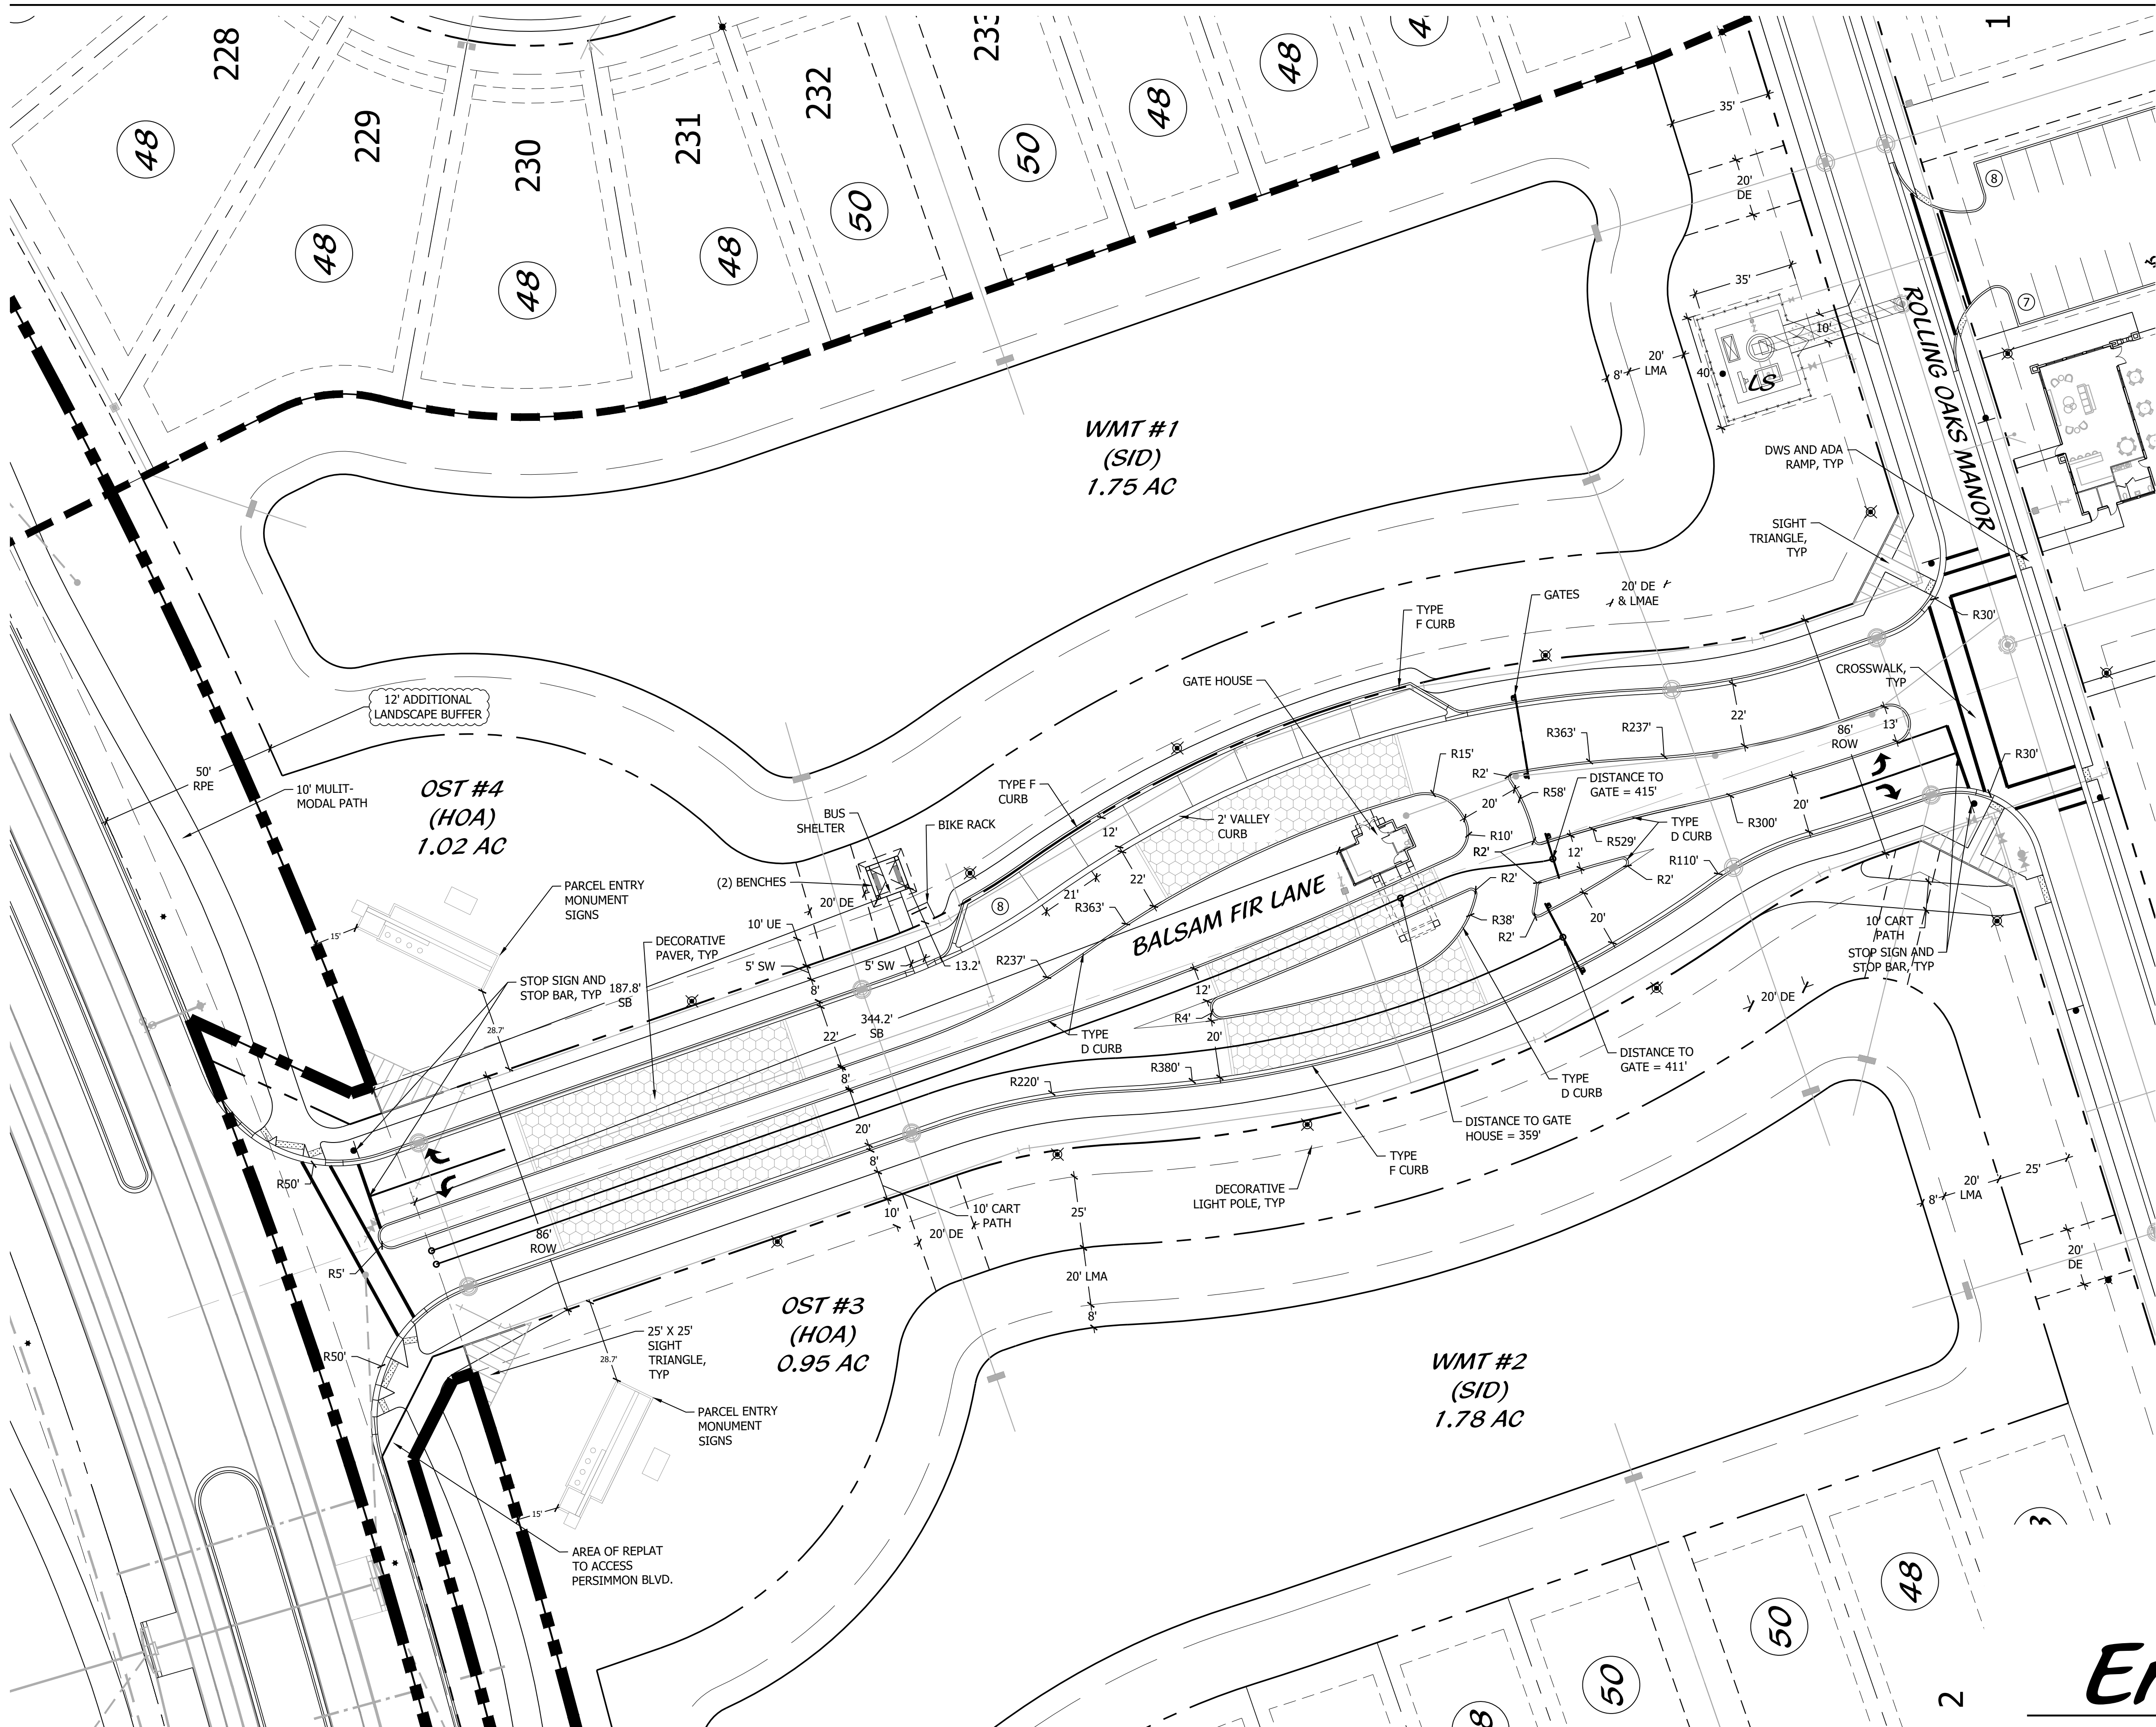 228
229
230
231
232
48
48
48
48
50
50
48
48
35'
20'
DE
35'
10'
20'
LMA
8'
40'
LS
8
7
ROLLING OAKS MANOR
WMT #1
(SID)
1.75 AC
DWS AND ADA
RAMP, TYP
SIGHT
TRIANGLE,
TYP
R30'
CROSSWALK,
TYP
20' DE
& LMAE
GATES
TYPE
F CURB
GATE HOUSE
12' ADDITIONAL
LANDSCAPE BUFFER
50'
RPE
10' MULIT-
MODAL PATH
OST #4
(HOA)
1.02 AC
TYPE F
CURB
BUS
SHELTER
BIKE RACK
(2) BENCHES
20' DE
10' UE
5' SW
5' SW
13.2'
8
12'
2' VALLEY
CURB
22'
21'
R363'
R237'
R15'
R2'
20'
R58'
R10'
R2'
R363'
R237'
22'
13'
86'
ROW
DISTANCE TO
GATE = 415'
R529'
TYPE
D CURB
R300'
20'
12'
12'
R110'
R2'
R2'
R38'
R2'
20'
R30'
10' CART
PATH
STOP SIGN AND
STOP BAR, TYP
20' DE
BALSAM FIR LANE
PARCEL ENTRY
MONUMENT
SIGNS
15'
28.7'
DECORATIVE
PAVER, TYP
STOP SIGN AND
STOP BAR, TYP
187.8'
SB
8'
22'
344.2'
SB
8'
20'
8'
10'
TYPE
D CURB
12'
R4'
20'
R380'
R220'
TYPE
D CURB
DISTANCE TO
GATE = 411'
DISTANCE TO GATE
HOUSE = 359'
TYPE
F CURB
DECORATIVE
LIGHT POLE, TYP
R50'
R5'
86'
ROW
10' CART
PATH
20' DE
25'
20' LMA
8'
8'
20'
LMA
25'
20'
DE
R50'
25' X 25'
SIGHT
TRIANGLE,
TYP
28.7'
OST #3
(HOA)
0.95 AC
WMT #2
(SID)
1.78 AC
PARCEL ENTRY
MONUMENT
SIGNS
15'
AREA OF REPLAT
TO ACCESS
PERSIMMON BLVD.
48
50
50
2